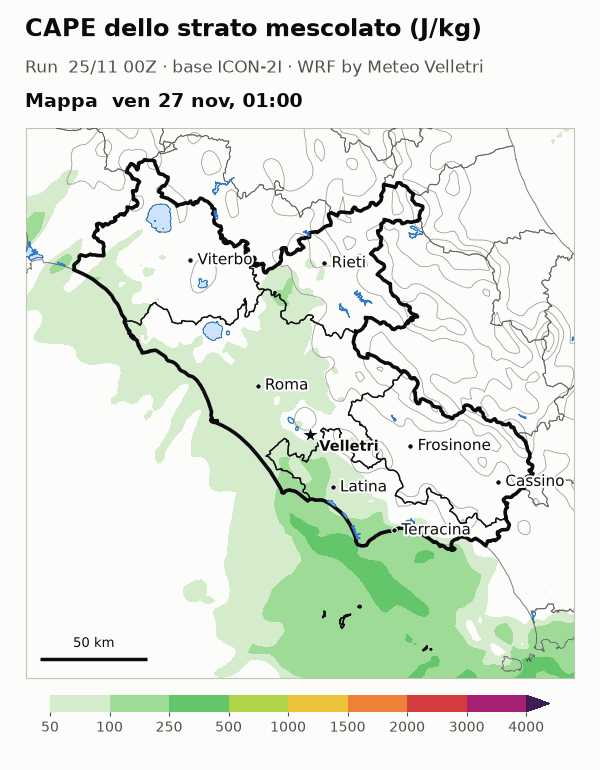 CAPE dello strato mescolato (J/kg)
Run  25/11 00Z · base ICON-2I · WRF by Meteo Velletri
Mappa  ven 27 nov, 01:00
Viterbo
Rieti
Roma
Velletri
Frosinone
Cassino
Latina
Terracina
50 km
50 100 250 500 1000 1500 2000 3000 4000